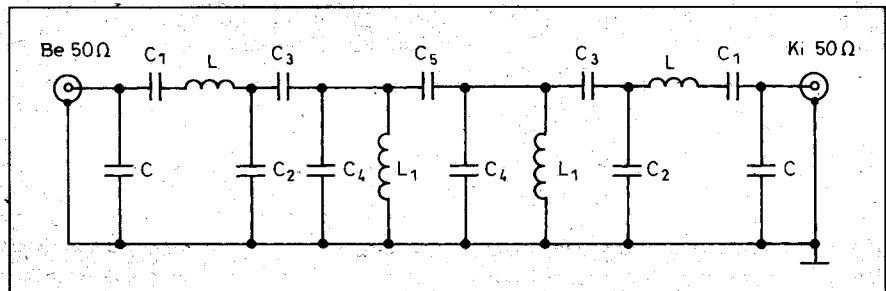 Be 50Ω C₁ L C₃ C₅ C₃ L C₁ Ki 50Ω
C C₂ C₄ L₁ C₄ L₁ C₂ C